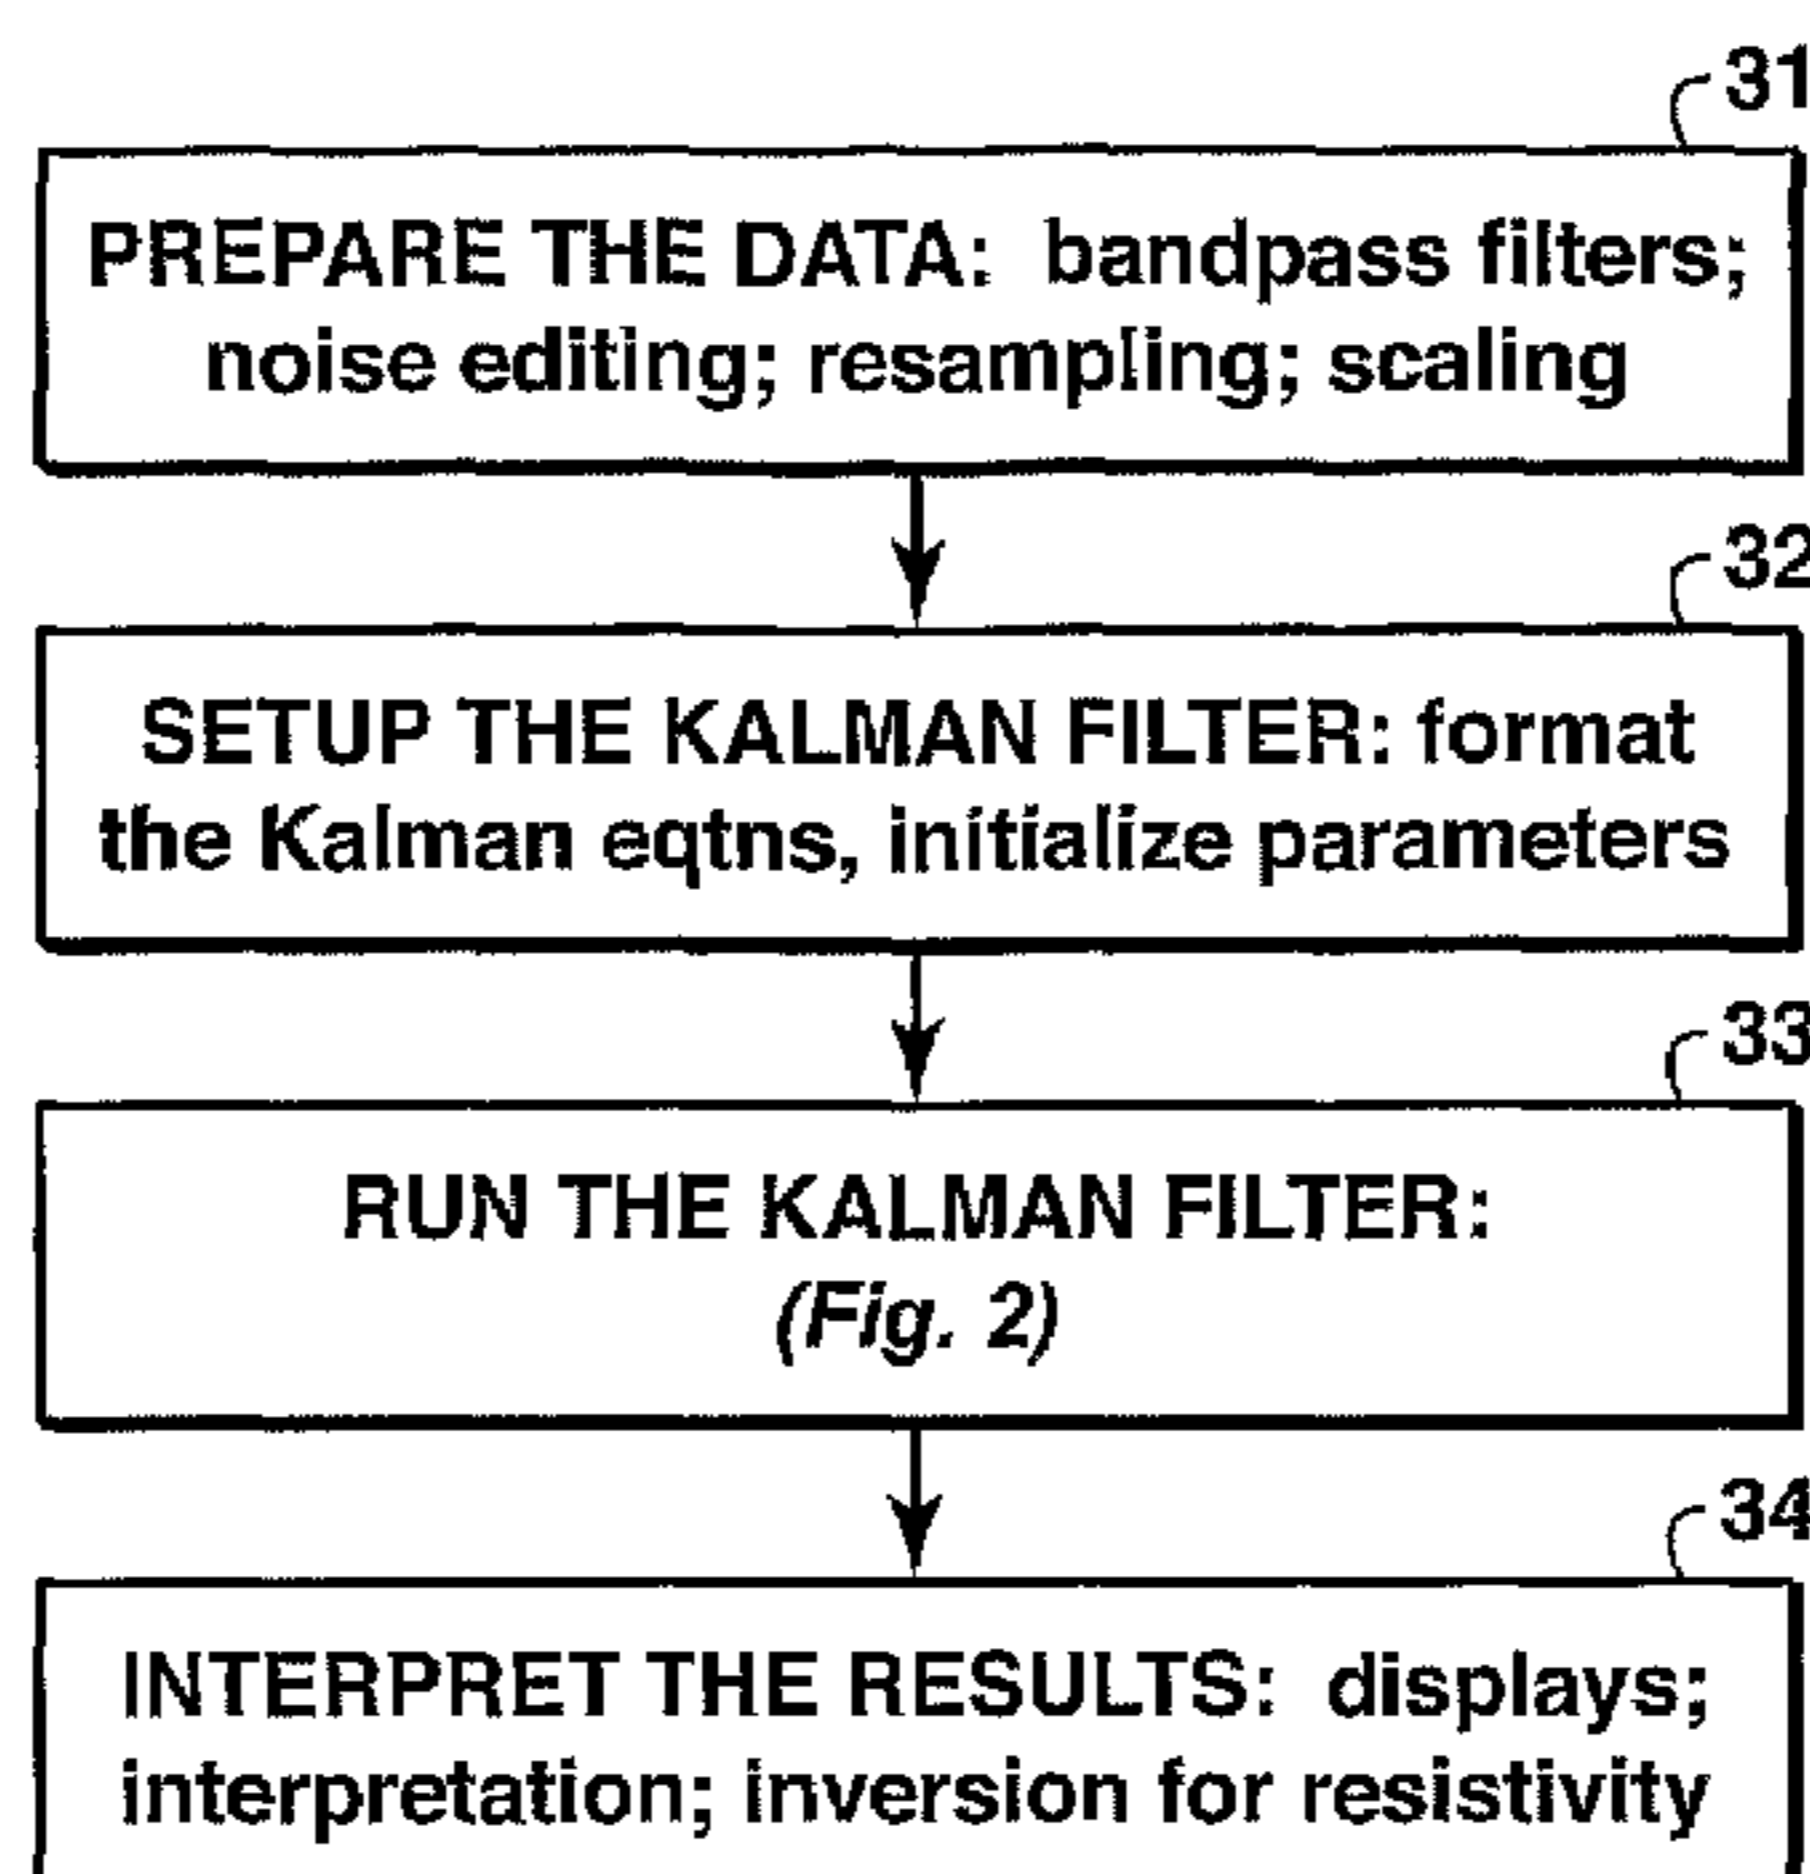 31
PREPARE THE DATA: bandpass filters;
noise editing; resampling; scaling
32
SETUP THE KALMAN FILTER: format
the Kalman eqtns, initialize parameters
33
RUN THE KALMAN FILTER:
(Fig. 2)
34
INTERPRET THE RESULTS: displays;
interpretation; inversion for resistivity